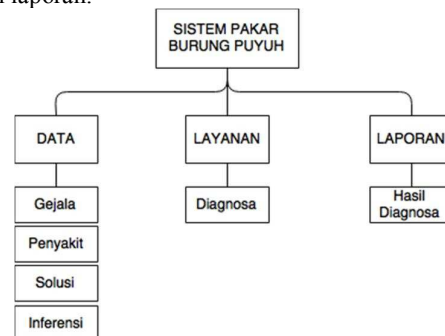 laporan.
SISTEM PAKAR
BURUNG PUYUH
DATA
LAYANAN
LAPORAN
Gejala
Diagnosa
Hasil
Diagnosa
Penyakit
Solusi
Inferensi